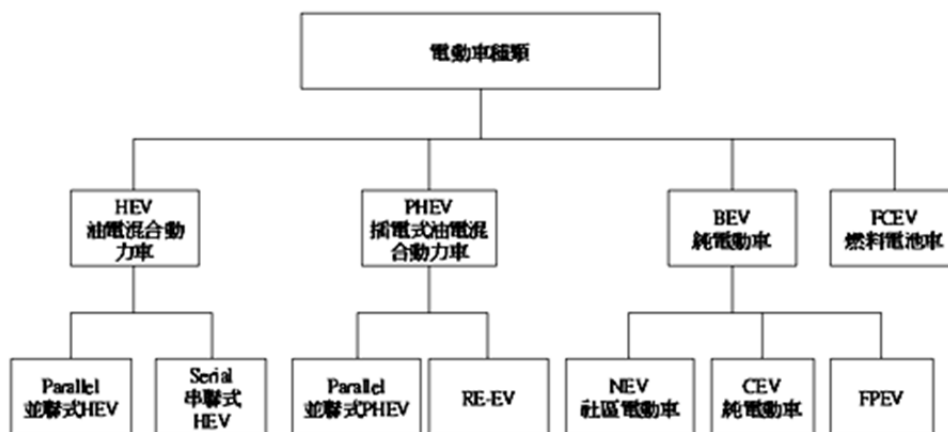 電動車種類
HEV
油電混合動
力車
PHEV
插電式油電混
合動力車
BEV
純電動車
FCEV
燃料電池車
Parallel
並聯式HEV
Serial
串聯式
HEV
Parallel
並聯式PHEV
RE-EV
NEV
社區電動車
CEV
純電動車
FPEV